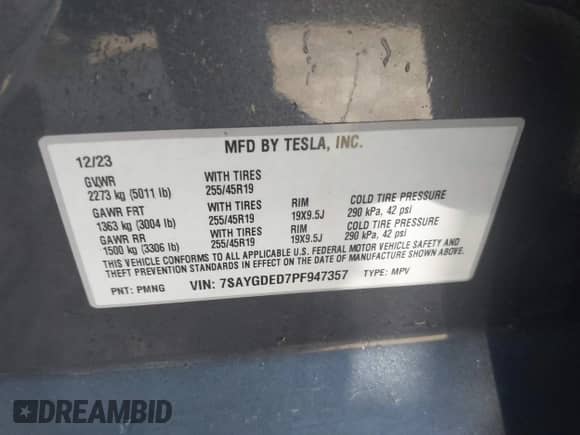 MFD BY TESLA, INC.
12/23
GVWR WITH TIRES
2273 kg (5011 lb) 255/45R19
GAWR FRT WITH TIRES RIM COLD TIRE PRESSURE
1363 kg (3004 lb) 255/45R19 19X9.5J 290 kPa, 42 psi
GAWR RR WITH TIRES RIM COLD TIRE PRESSURE
1500 kg (3306 lb) 255/45R19 19X9.5J 290 kPa, 42 psi
THIS VEHICLE CONFORMS TO ALL APPLICABLE U.S. FEDERAL MOTOR VEHICLE SAFETY AND
THEFT PREVENTION STANDARDS IN EFFECT ON THE DATE OF MANUFACTURE SHOWN ABOVE.
PNT: PMNG VIN: 7SAYGDED7PF947357 TYPE: MPV
DREAMBID